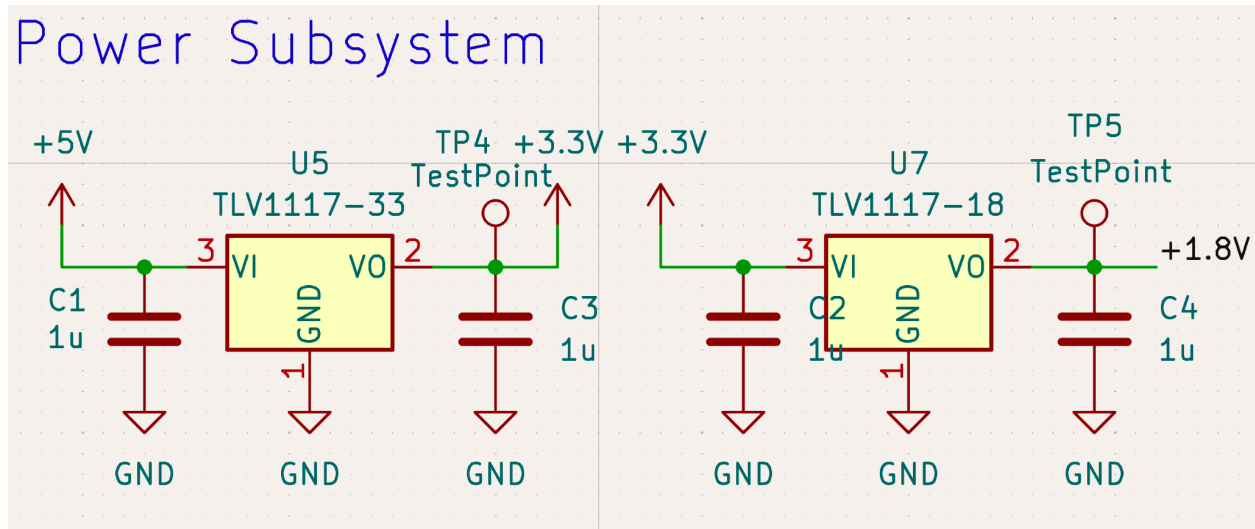 Power Subsystem
+5V
U5
TLV1117-33
TP4
TestPoint
+3.3V
3
VI
VO
2
GND
1
C1
1u
C3
1u
GND
GND
GND
+3.3V
U7
TLV1117-18
TP5
TestPoint
+1.8V
3
VI
VO
2
GND
1
C2
1u
C4
1u
GND
GND
GND